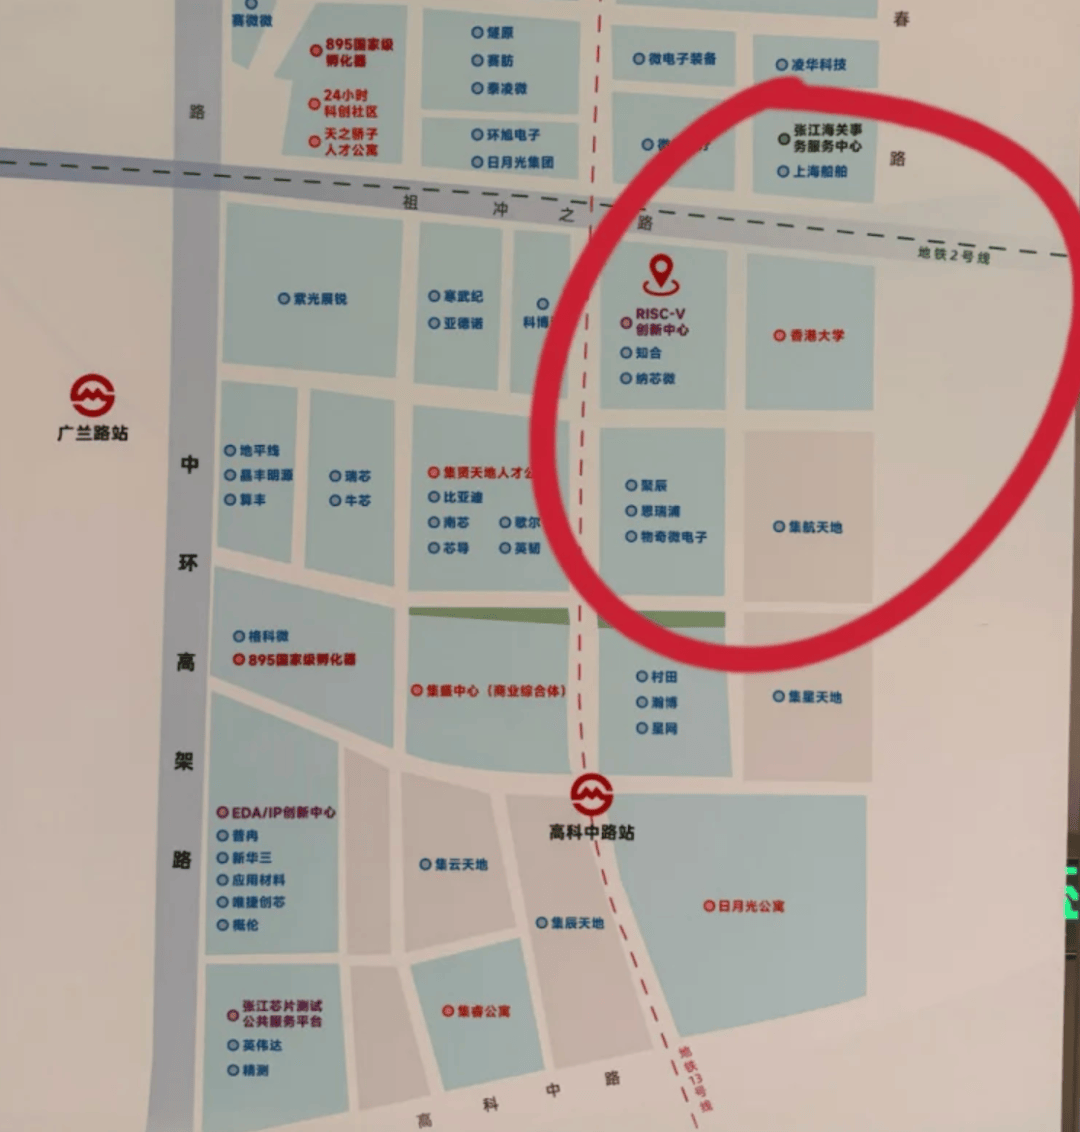 赛微微
895国家级
孵化器
24小时
科创社区
天之骄子
人才公寓
燧原
赛昉
泰凌微
环旭电子
日月光集团
微电子装备
凌华科技
张江海关事
务服务中心
上海船舶
春
路
路
祖冲之路
地铁2号线
紫光展锐
寒武纪
亚德诺
科博
RISC-V
创新中心
知合
纳芯微
香港大学
广兰路站
中环高架路
地平线
晶丰明源
算丰
瑞芯
牛芯
集贤天地人才公
比亚迪
南芯
歌尔
芯导
英韧
聚辰
思瑞浦
物奇微电子
集航天地
格科微
895国家级孵化器
集盛中心（商业综合体）
村田
瀚博
星网
集星天地
高科中路站
EDA/IP创新中心
普冉
新华三
应用材料
唯捷创芯
概伦
集云天地
集辰天地
日月光公寓
张江芯片测试
公共服务平台
英伟达
精测
集睿公寓
高科中路
地铁13号线